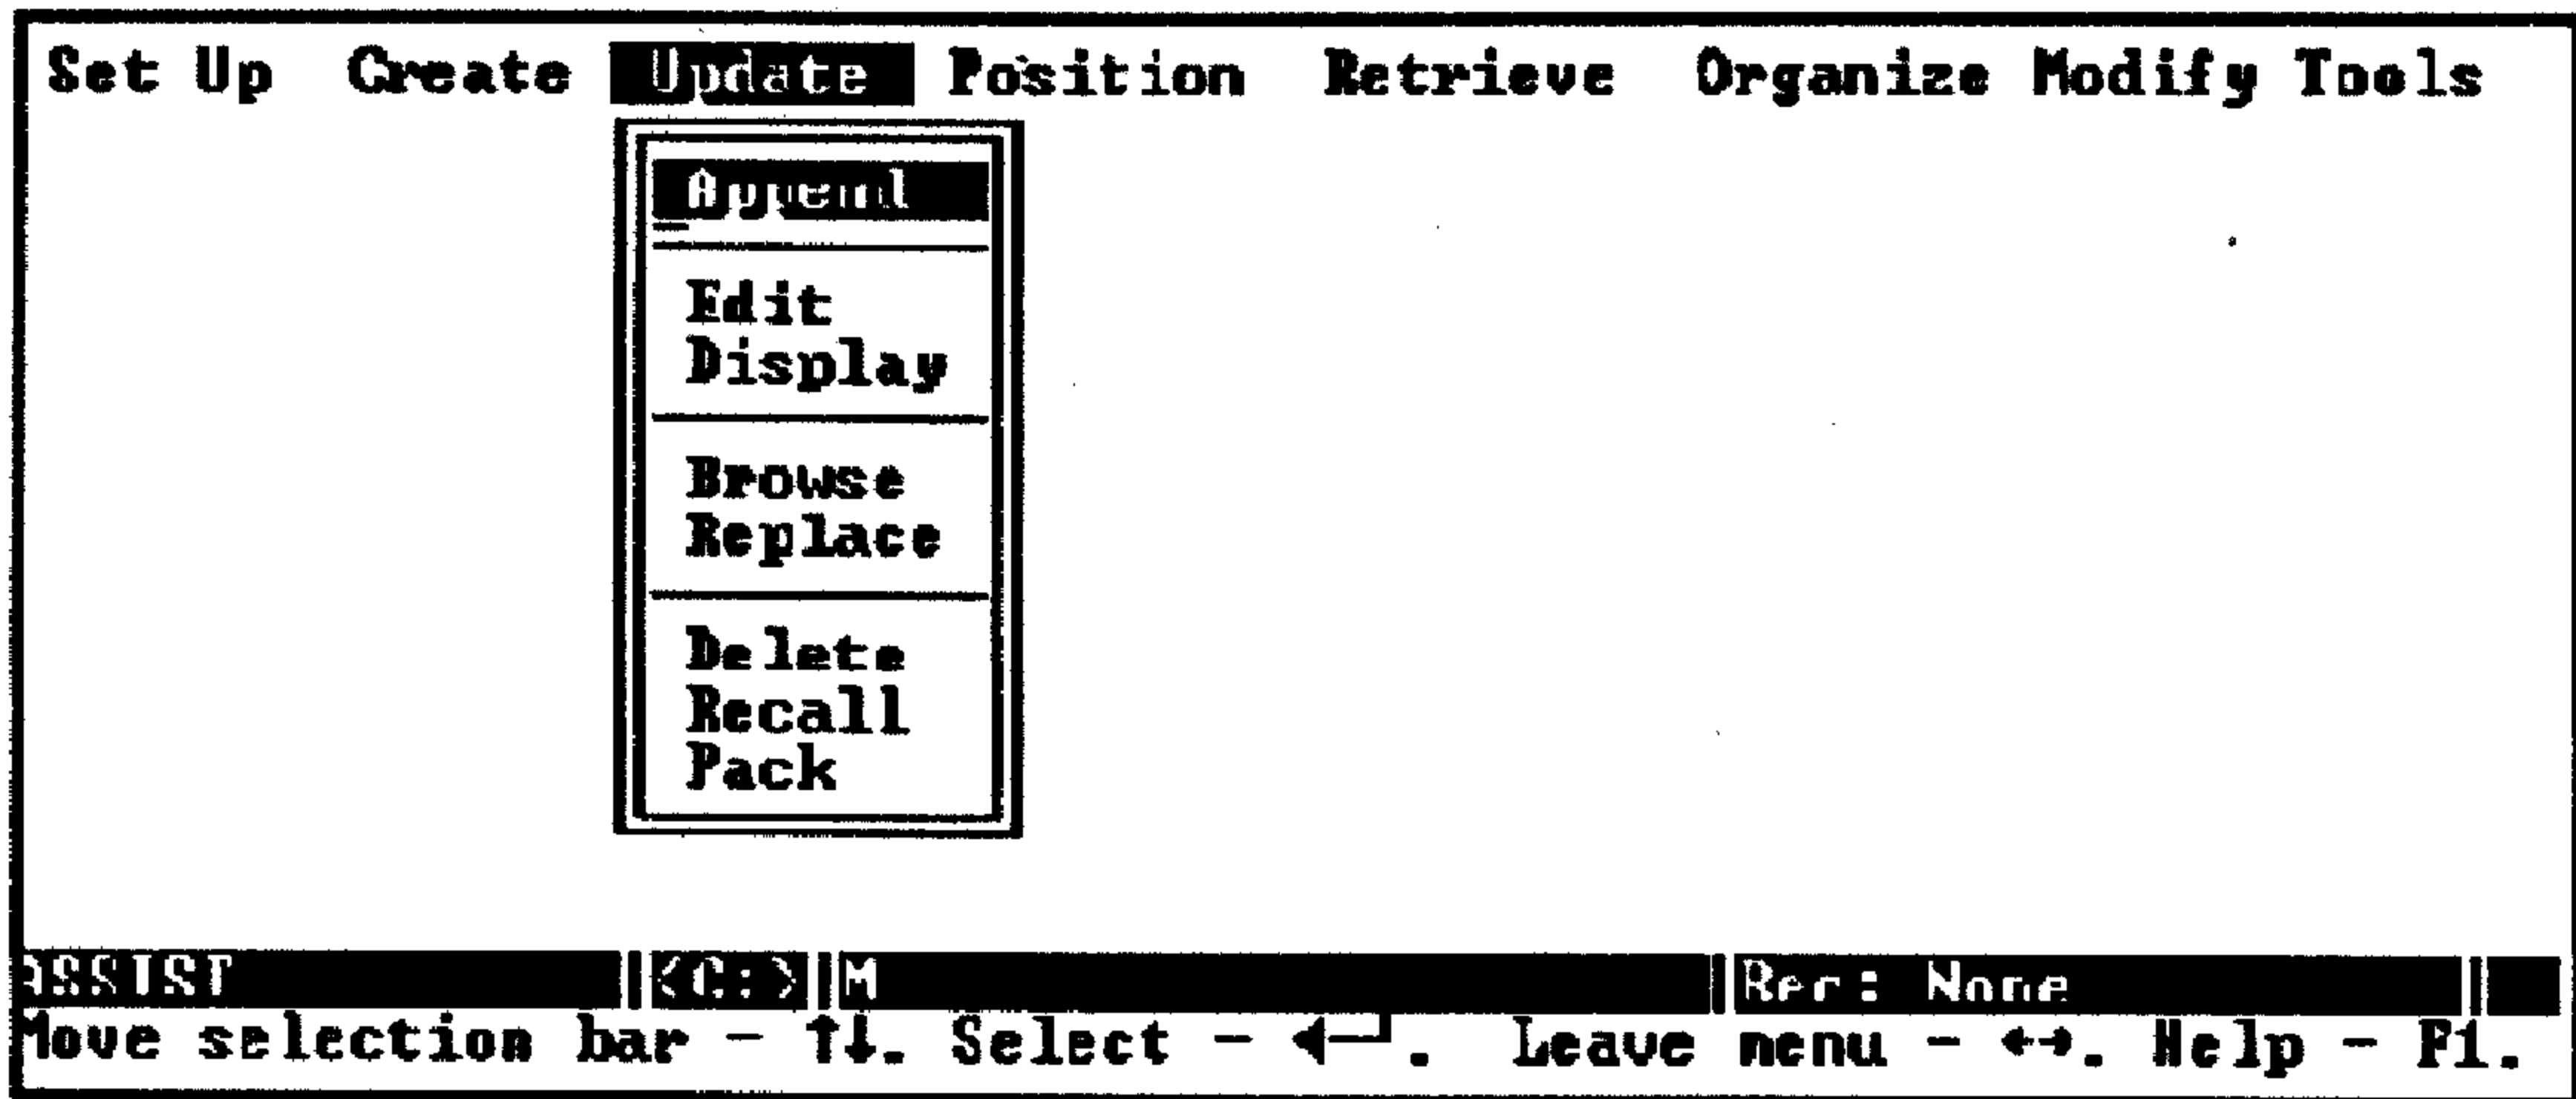 Set Up Create Update Position Retrieve Organize Modify Tools
Append
Edit
Display
Browse
Replace
Delete
Recall
Pack
ASSIST <C:> M Rec: None
Move selection bar - ↑↓. Select - ◄─┘. Leave menu - ←→. Help - F1.